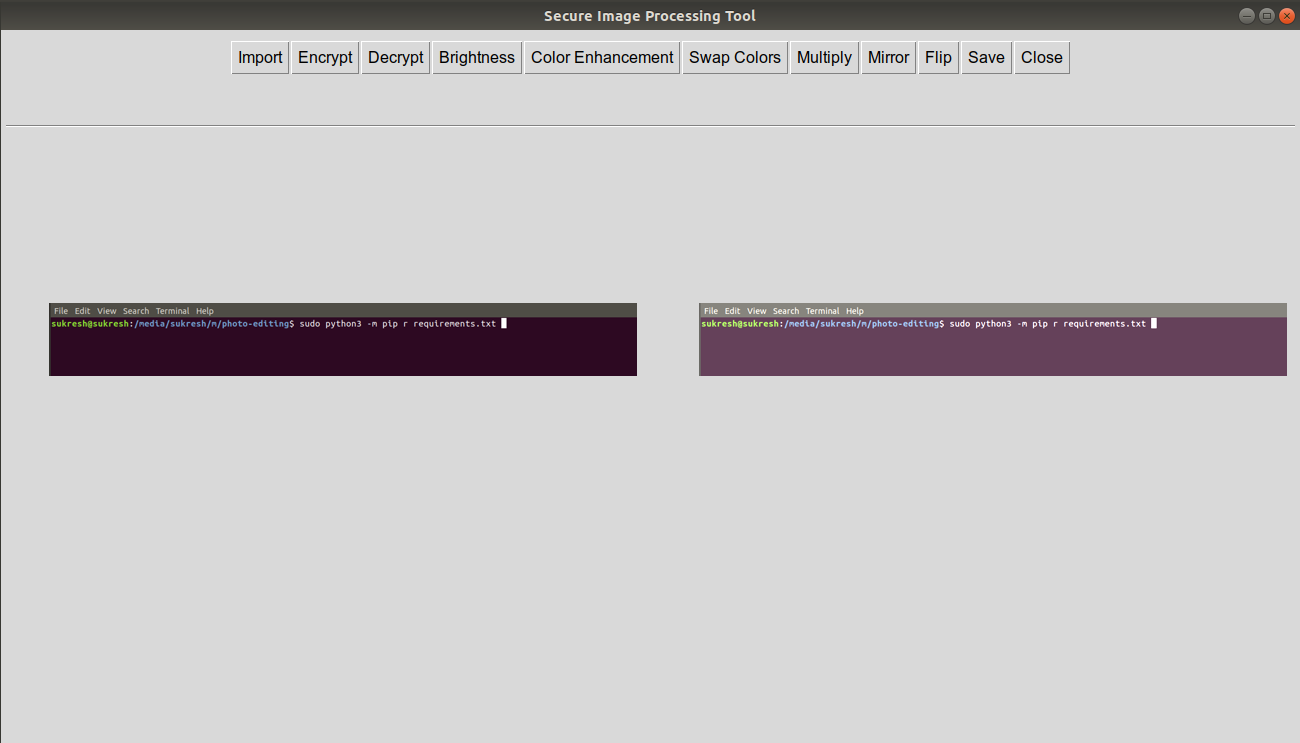 Secure Image Processing Tool
Import Encrypt Decrypt Brightness Color Enhancement Swap Colors Multiply Mirror Flip Save Close
File Edit View Search Terminal Help
sukresh@sukresh:/media/sukresh/m/photo-editing$ sudo python3 -m pip r requirements.txt
File Edit View Search Terminal Help
sukresh@sukresh:/media/sukresh/m/photo-editing$ sudo python3 -m pip r requirements.txt